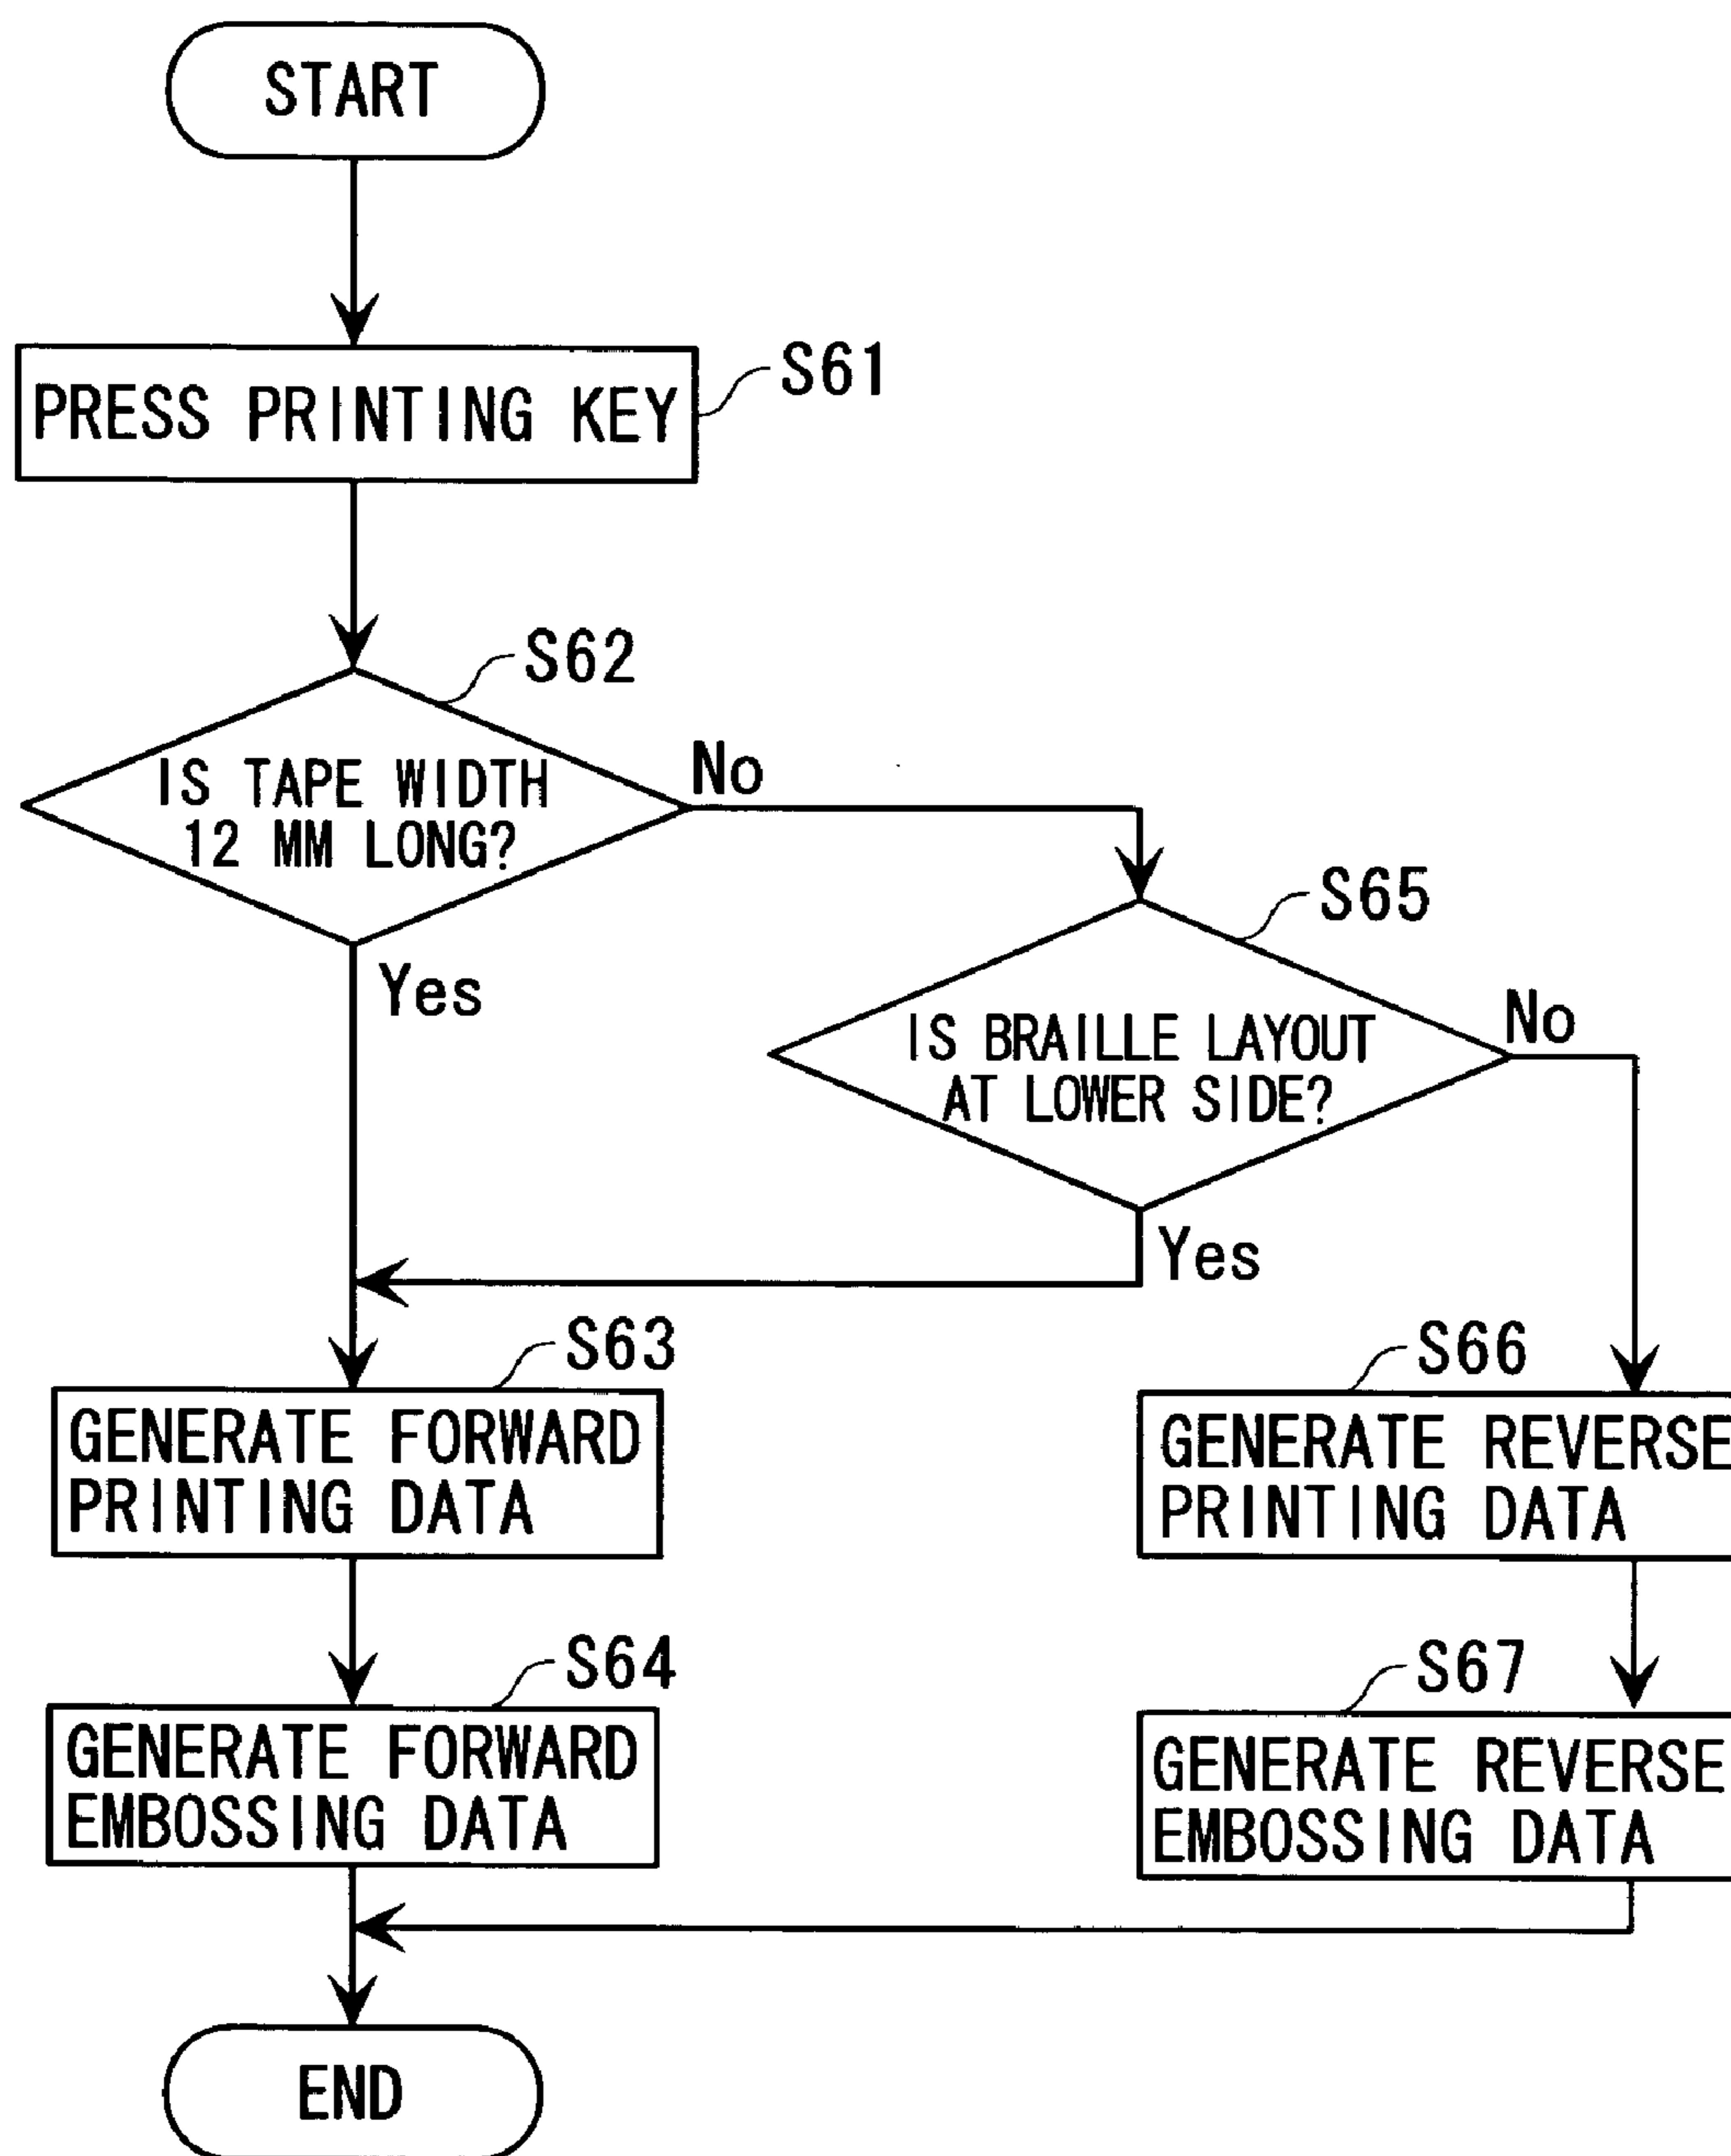 START
PRESS PRINTING KEY
S61
S62
IS TAPE WIDTH
12 MM LONG?
No
Yes
S65
IS BRAILLE LAYOUT
AT LOWER SIDE?
No
Yes
S63
GENERATE FORWARD
PRINTING DATA
S66
GENERATE REVERSE
PRINTING DATA
S64
GENERATE FORWARD
EMBOSSING DATA
S67
GENERATE REVERSE
EMBOSSING DATA
END